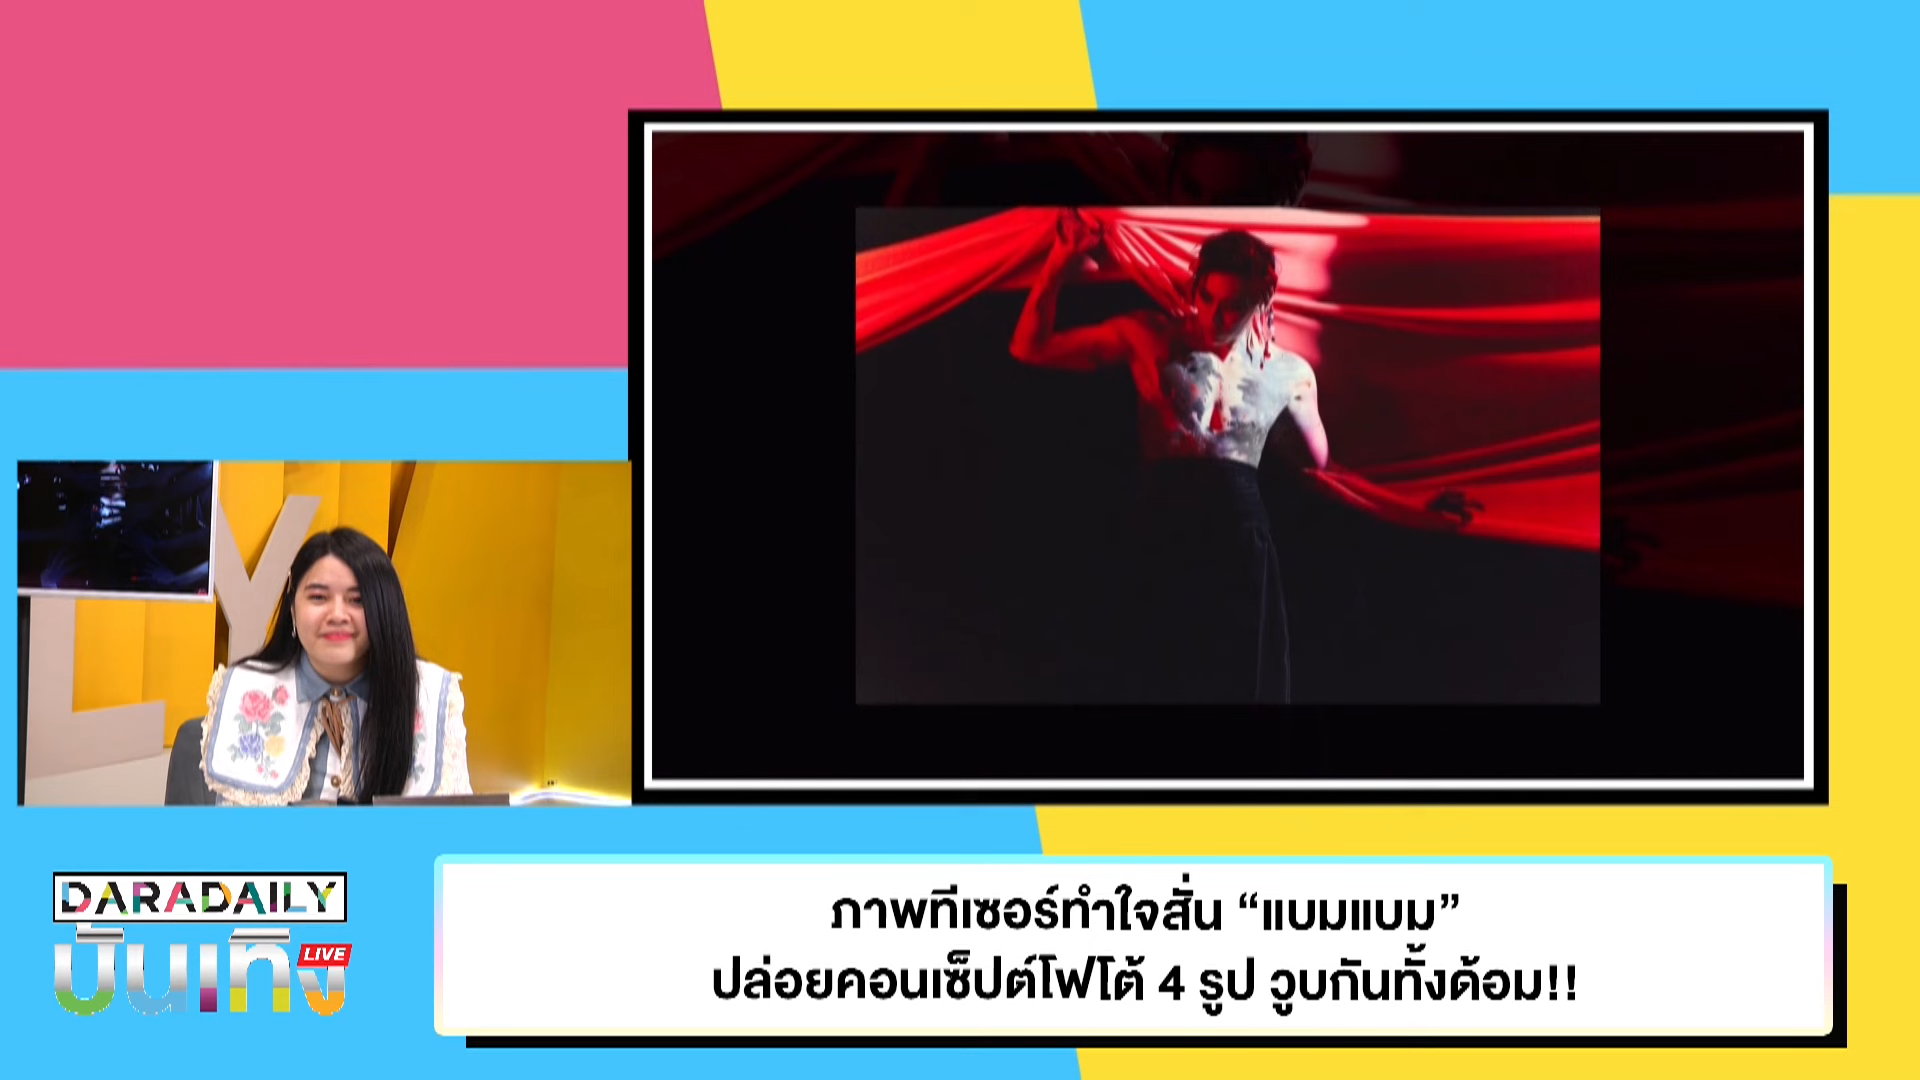 LY
DARADAILY
บันเทิง
LIVE
ภาพทีเซอร์ทำใจสั่น “แบมแบม”
ปล่อยคอนเซ็ปต์โฟโต้ 4 รูป วูบกันทั้งด้อม!!